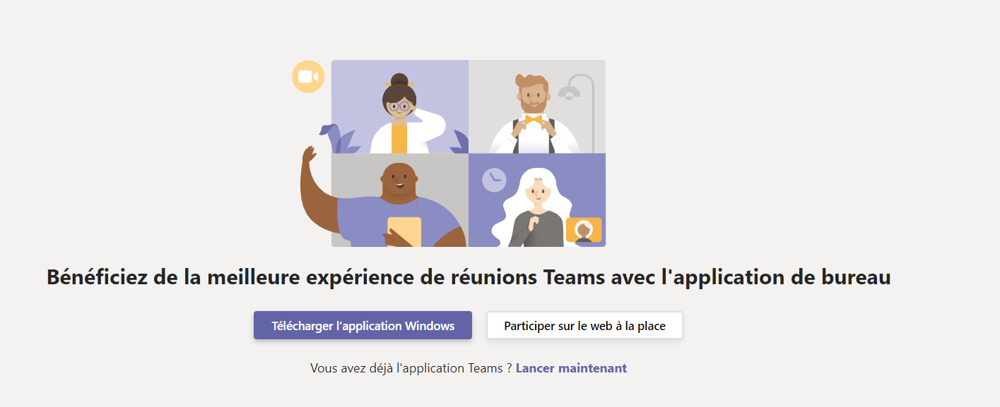 Bénéficiez de la meilleure expérience de réunions Teams avec l'application de bureau
Télécharger l'application Windows
Participer sur le web à la place
Vous avez déjà l'application Teams ? Lancer maintenant